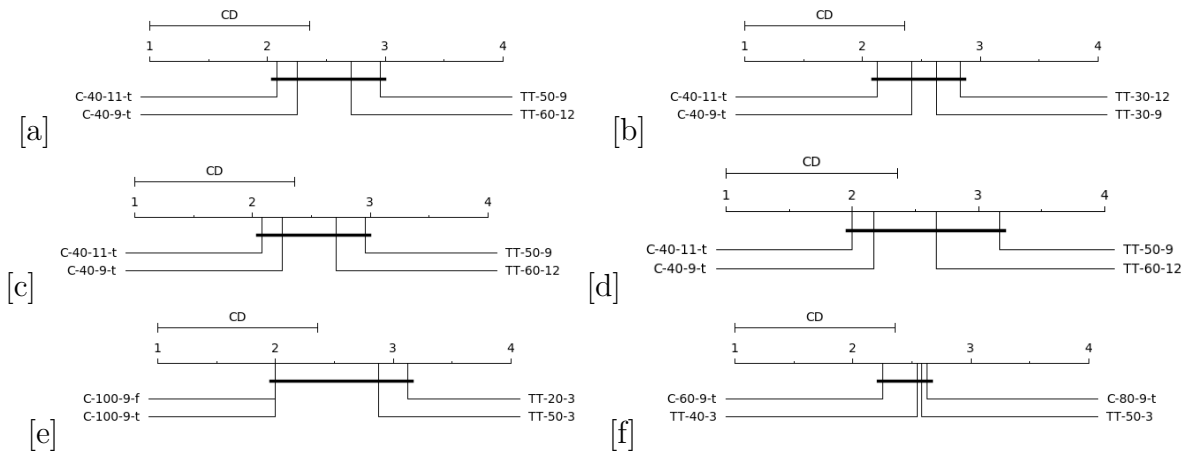 CD
1 2 3 4
C-40-11-t TT-50-9
C-40-9-t TT-60-12
[a]
CD
1 2 3 4
C-40-11-t TT-30-12
C-40-9-t TT-30-9
[b]
CD
1 2 3 4
C-40-11-t TT-50-9
C-40-9-t TT-60-12
[c]
CD
1 2 3 4
C-40-11-t TT-50-9
C-40-9-t TT-60-12
[d]
CD
1 2 3 4
C-100-9-f TT-20-3
C-100-9-t TT-50-3
[e]
CD
1 2 3 4
C-60-9-t C-80-9-t
TT-40-3 TT-50-3
[f]